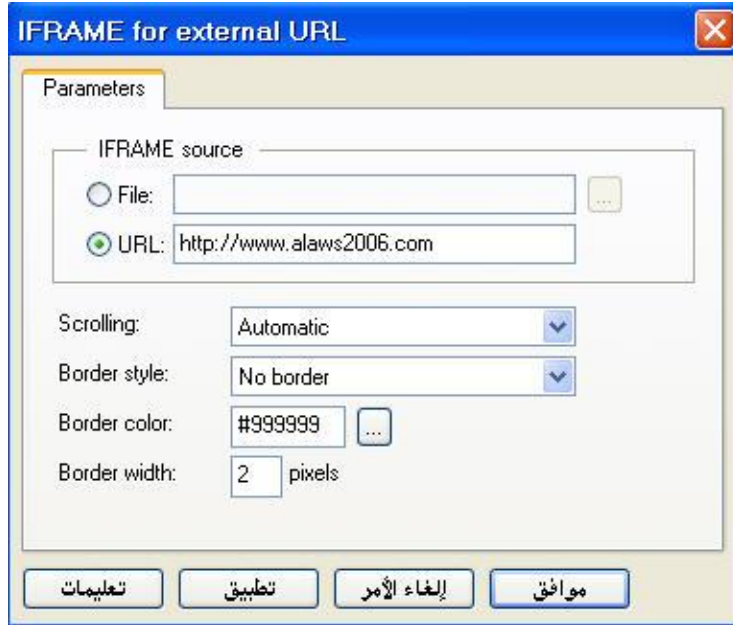 IFRAME for external URL
Parameters
IFRAME source
File: ...
URL: http://www.alaws2006.com
Scrolling: Automatic
Border style: No border
Border color: #999999 ...
Border width: 2 pixels
موافق إلغاء الأمر تطبيق تعليمات